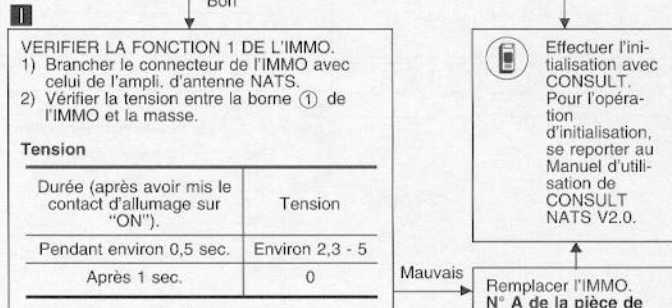 Bon
VERIFIER LA FONCTION 1 DE L'IMMO.
1) Brancher le connecteur de l'IMMO avec
celui de l'ampli. d'antenne NATS.
2) Vérifier la tension entre la borne ① de
l'IMMO et la masse.
Tension
Durée (après avoir mis le
contact d'allumage sur
"ON").
Tension
Pendant environ 0,5 sec.
Environ 2,3 - 5
Après 1 sec.
0
Mauvais
Effectuer l'ini-
tialisation avec
CONSULT.
Pour l'opéra-
tion
d'initialisation,
se reporter au
Manuel d'utili-
sation de
CONSULT
NATS V2.0.
Remplacer l'IMMO.
N° A de la pièce de